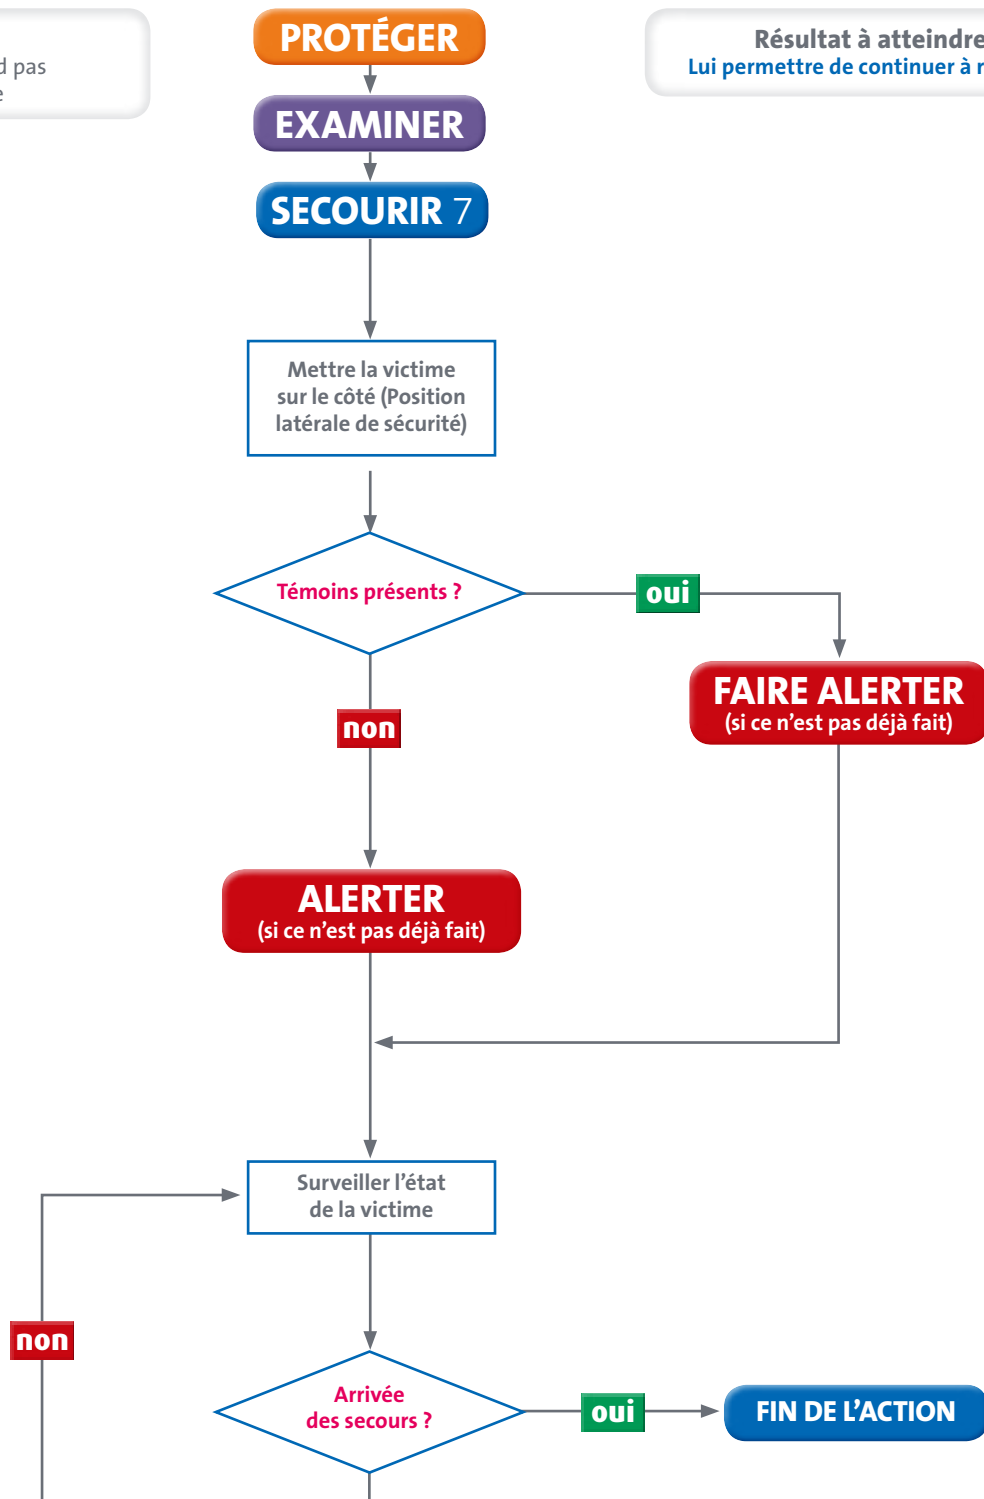 pas
PROTÉGER
Résultat à atteindre
Lui permettre de continuer à
EXAMINER
SECOURIR 7
Mettre la victime
sur le côté (Position
latérale de sécurité)
Témoins présents ?
oui
FAIRE ALERTER
(si ce n'est pas déjà fait)
non
ALERTER
(si ce n'est pas déjà fait)
Surveiller l'état
de la victime
non
Arrivée
des secours ?
oui
FIN DE L'ACTION